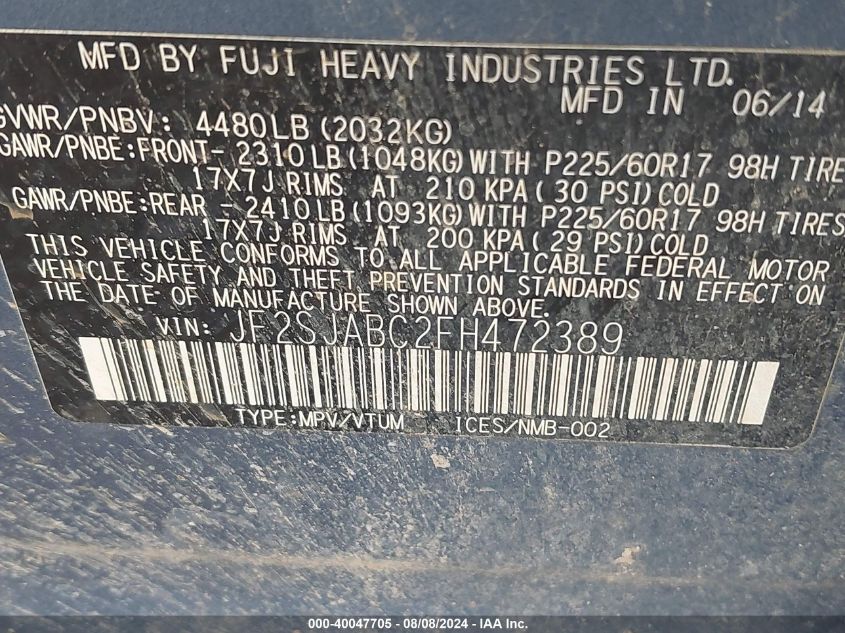 MFD BY FUJI HEAVY INDUSTRIES LTD.
MFD IN 06/14
GVWR/PNBV: 4480LB (2032KG)
GAWR/PNBE:FRONT- 2310LB (1048KG) WITH P225/60R17 98H TIRE
17X7J RIMS AT 210 KPA (30 PSI) COLD
GAWR/PNBE:REAR - 2410LB (1093KG) WITH P225/60R17 98H TIRES
17X7J RIMS AT 200 KPA (29 PSI) COLD
THIS VEHICLE CONFORMS TO ALL APPLICABLE FEDERAL MOTOR
VEHICLE SAFETY AND THEFT PREVENTION STANDARDS IN EFFECT ON
THE DATE OF MANUFACTURE SHOWN ABOVE.
VIN: JF2SJABC2FH472389
TYPE:MPV/VTUM ICES/NMB-002
000-40047705 - 08/08/2024 - IAA Inc.